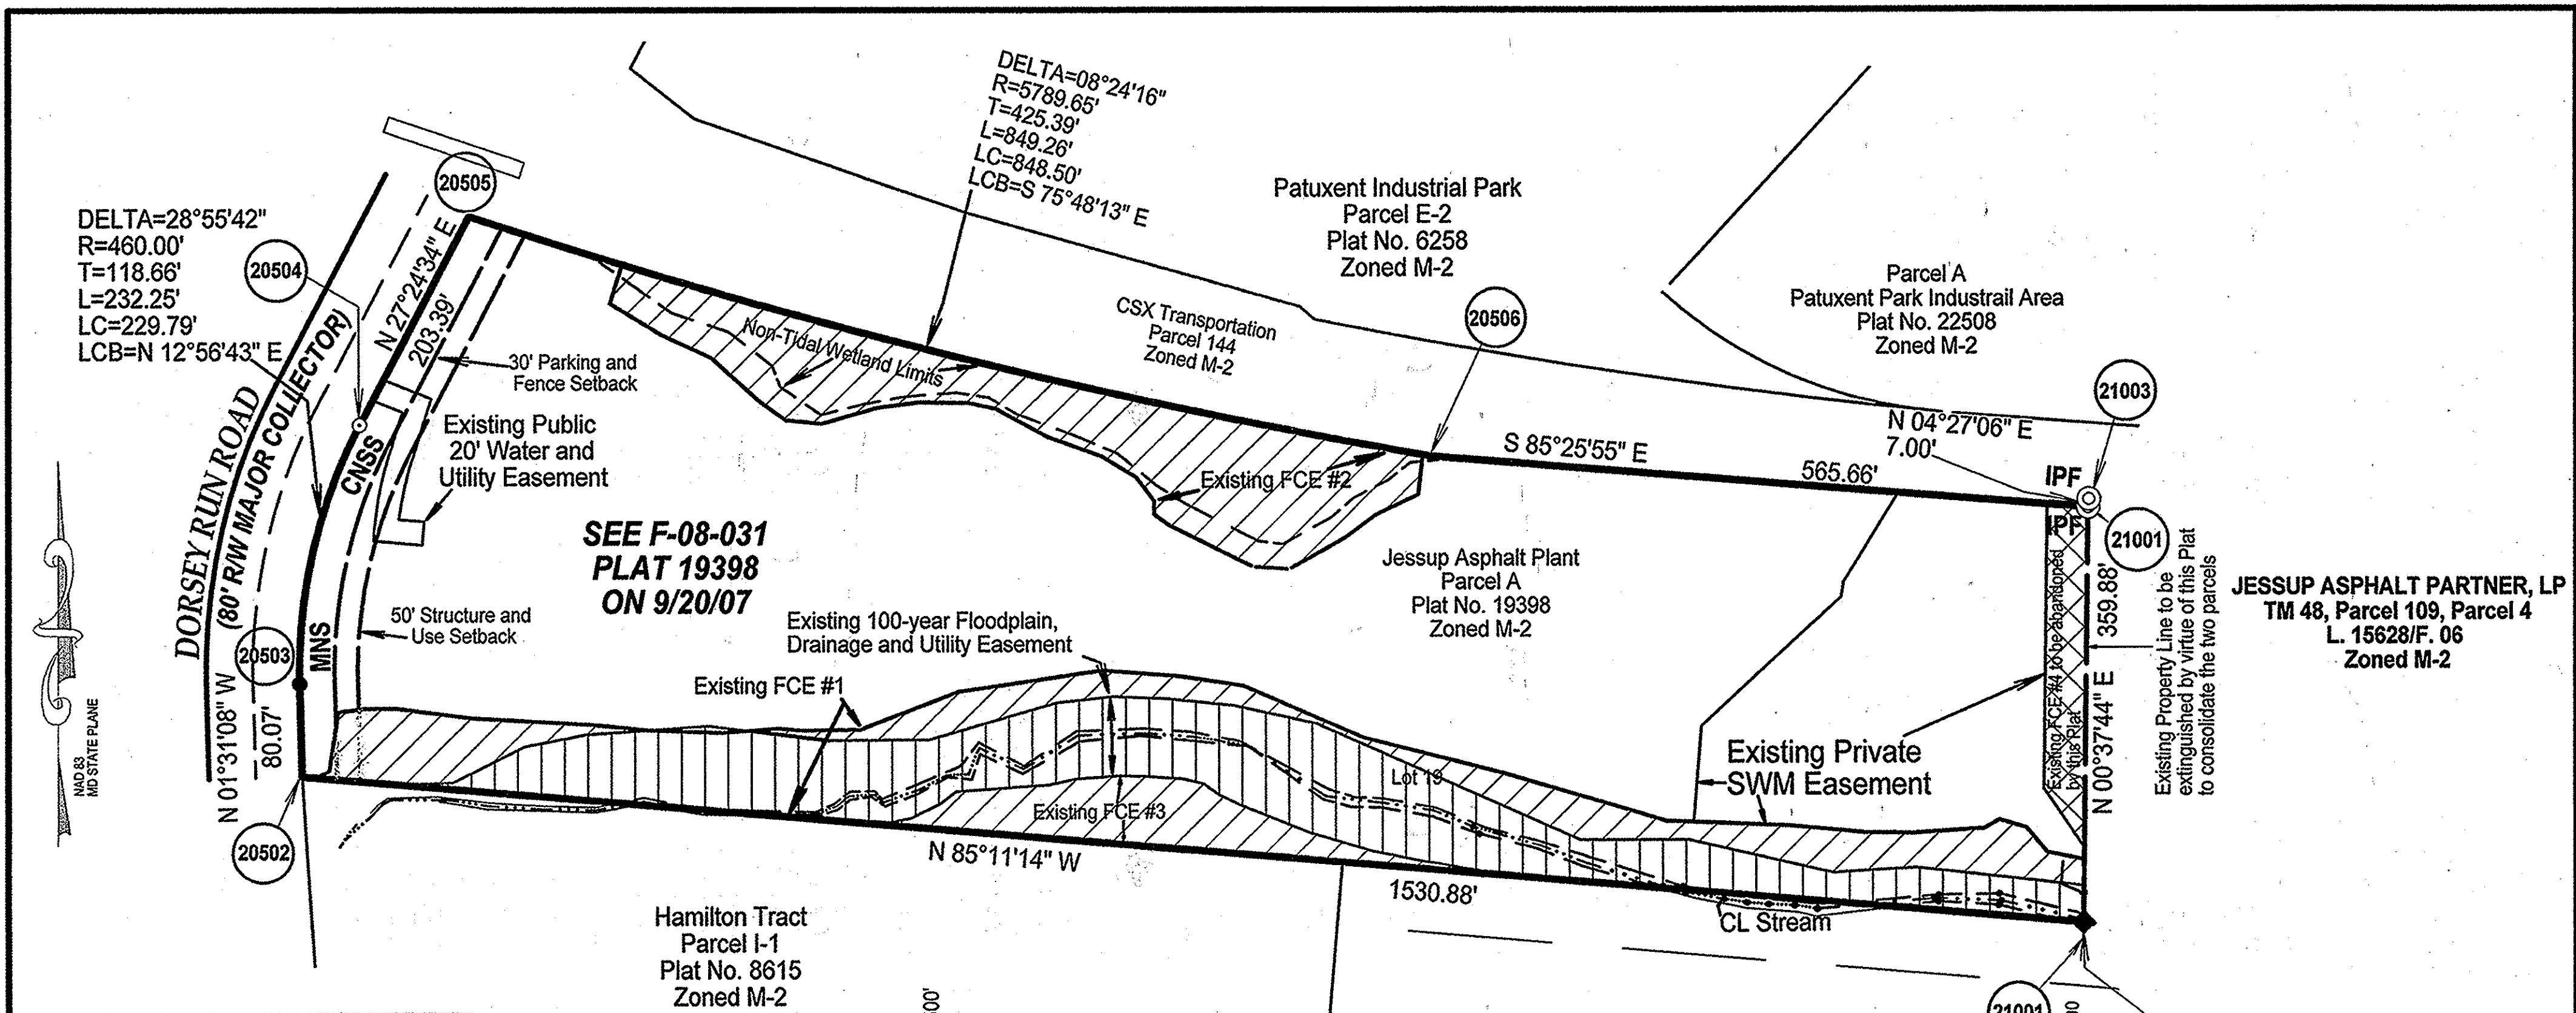 DELTA=08°24'16"
R=5789.65'
T=425.39'
L=849.26'
LC=848.50'
LCB=S 75°48'13" E
20505
DELTA=28°55'42"
R=460.00'
T=118.66'
L=232.25'
LC=229.79'
LCB=N 12°56'43" E
20504
N 27°24'34" E
203.39'
30' Parking and
Fence Setback
Existing Public
20' Water and
Utility Easement
DORSEY RUN ROAD
(80' R/W MAJOR COLLECTOR)
CNSS
MNS
50' Structure and
Use Setback
20503
N 01°31'08" W
80.07'
20502
NAD 83
MD STATE PLANE
SEE F-08-031
PLAT 19398
ON 9/20/07
Non-Tidal Wetland Limits
Patuxent Industrial Park
Parcel E-2
Plat No. 6258
Zoned M-2
CSX Transportation
Parcel 144
Zoned M-2
20506
Parcel A
Patuxent Park Industrail Area
Plat No. 22508
Zoned M-2
21003
N 04°27'06" E
7.00'
S 85°25'55" E
565.66'
IPF
IPF
21001
Existing FCE #2
Jessup Asphalt Plant
Parcel A
Plat No. 19398
Zoned M-2
Existing 100-year Floodplain,
Drainage and Utility Easement
Existing FCE #1
Existing FCE #3
Lot 19
Existing Private
SWM Easement
Existing FCE #4 to be abandoned
by this Plat
359.88'
N 00°37'44" E
Existing Property Line to be
extinguished by virtue of this Plat
to consolidate the two parcels
JESSUP ASPHALT PARTNER, LP
TM 48, Parcel 109, Parcel 4
L. 15628/F. 06
Zoned M-2
N 85°11'14" W
1530.88'
CL Stream
Hamilton Tract
Parcel I-1
Plat No. 8615
Zoned M-2
21001